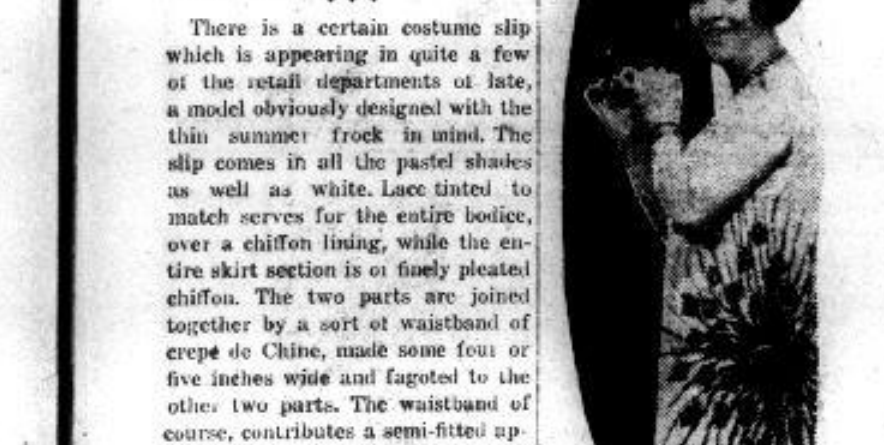 There is a certain costume slip
which is appearing in quite a few
of the retail departments of late,
a model obviously designed with the
thin summer frock in mind. The
slip comes in all the pastel shades
as well as white. Lace tinted to
match serves for the entire bodice,
over a chiffon lining, while the en-
tire skirt section is of finely pleated
chiffon. The two parts are joined
together by a sort of waistband of
crepe de Chine, made some four or
five inches wide and fagoted to the
other two parts. The waistband of
course, contributes a semi-fitted ap-